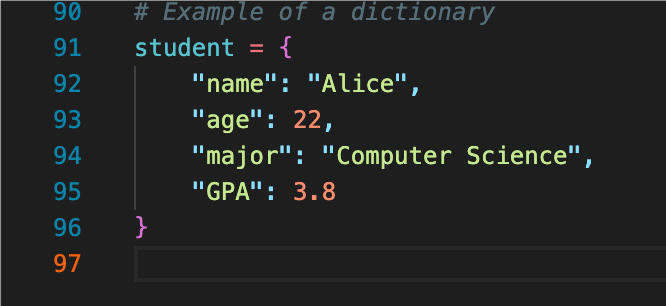 90 # Example of a dictionary
91 student = {
92     "name": "Alice",
93     "age": 22,
94     "major": "Computer Science",
95     "GPA": 3.8
96 }
97